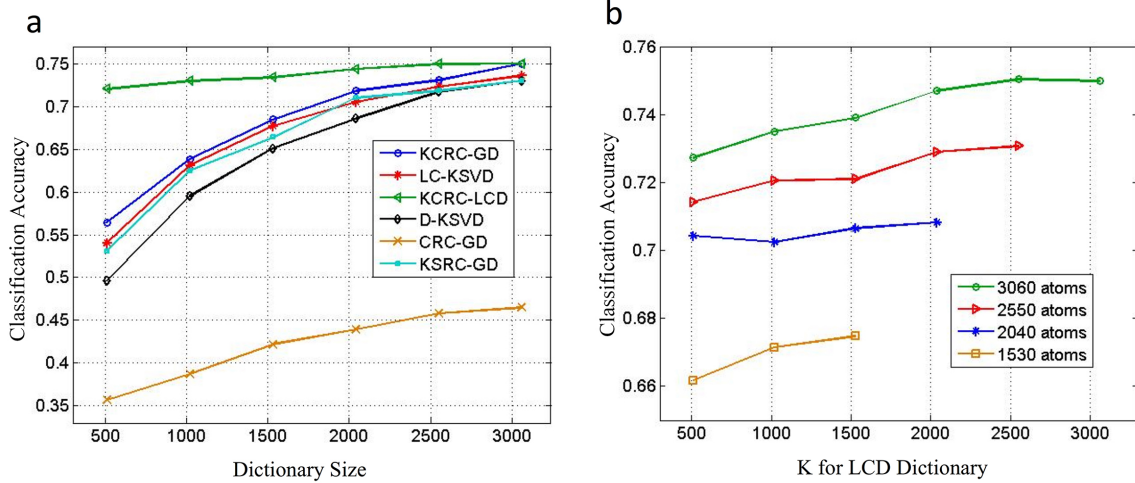 a
Classification Accuracy
0.75
0.7
0.65
0.6
0.55
0.5
0.45
0.4
0.35
500 1000 1500 2000 2500 3000
Dictionary Size
KCRC-GD
LC-KSVD
KCRC-LCD
D-KSVD
CRC-GD
KSRC-GD
b
Classification Accuracy
0.76
0.74
0.72
0.7
0.68
0.66
500 1000 1500 2000 2500 3000
K for LCD Dictionary
3060 atoms
2550 atoms
2040 atoms
1530 atoms